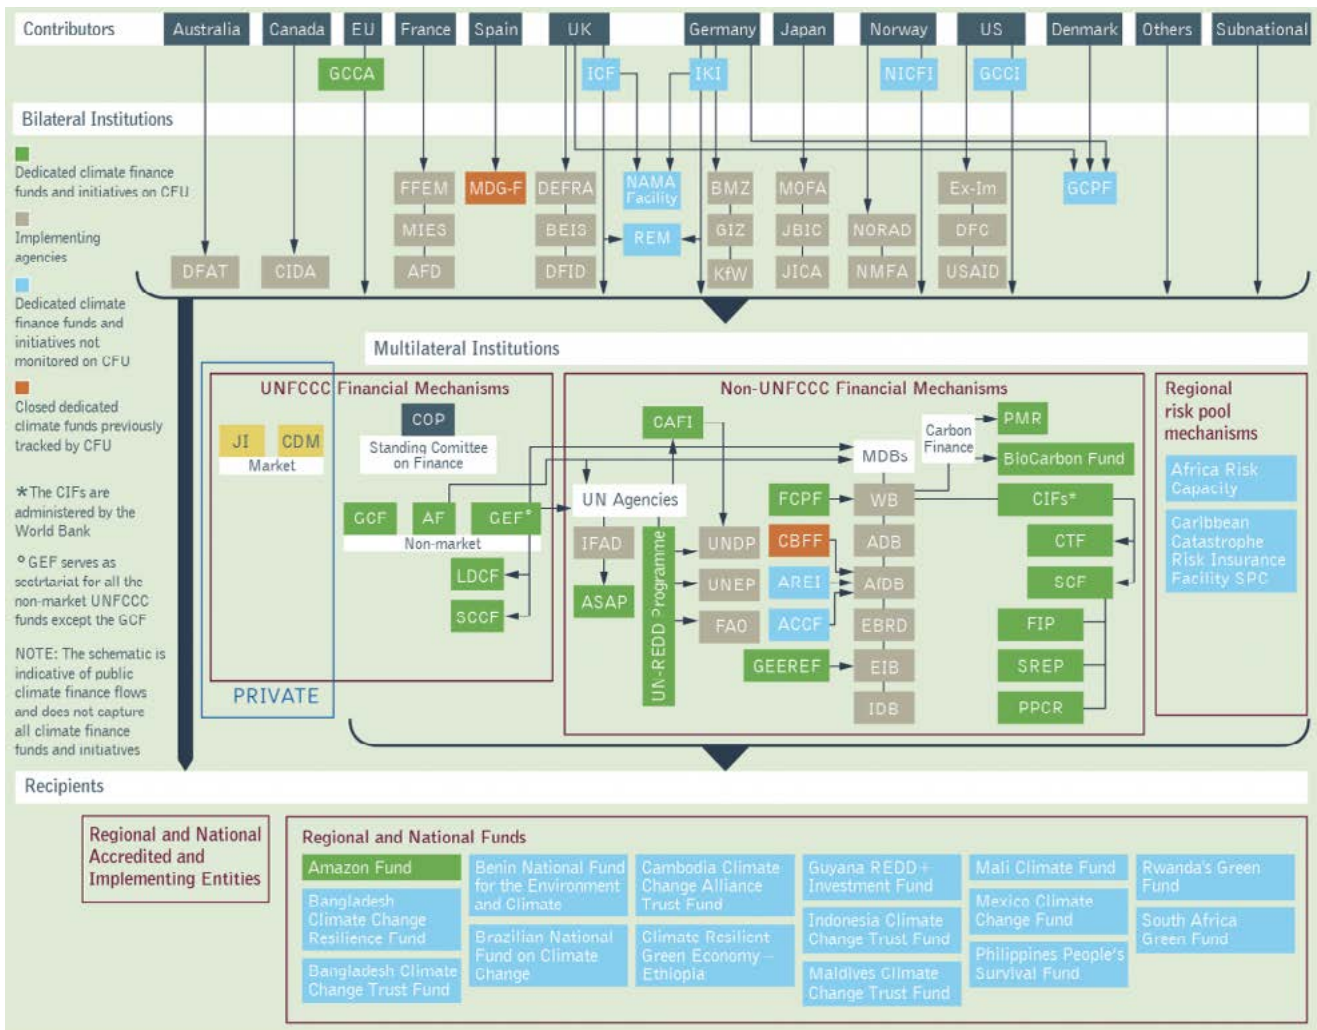 Contributors
Australia
Canada
EU
France
Spain
UK
Germany
Japan
Norway
US
Denmark
Others
Subnational
GCCA
ICF
IKI
NICFI
GCCI
Bilateral Institutions
Dedicated climate finance
funds and initiatives on CFU
Implementing
agencies
Dedicated climate
finance funds and
initiatives not
monitored on CFU
Closed dedicated
climate funds previously
tracked by CFU
*The CIFs are
administered by the
World Bank
°GEF serves as
secrtariat for all the
non-market UNFCCC
funds except the GCF
NOTE: The schematic is
indicative of public
climate finance flows
and does not capture
all climate finance
funds and initiatives
FFEM
MDG-F
DEFRA
NAMA
Facility
BMZ
MOFA
Ex-Im
GCPF
MIES
BEIS
REM
GIZ
JBIC
NORAD
DFC
DFAT
CIDA
AFD
DFID
KfW
JICA
NMFA
USAID
Multilateral Institutions
UNFCCC Financial Mechanisms
COP
Standing Comittee
on Finance
JI
CDM
Market
GCF
AF
GEF°
Non-market
LDCF
SCCF
PRIVATE
Non-UNFCCC Financial Mechanisms
CAFI
UN Agencies
IFAD
ASAP
UN-REDD Programme
UNDP
UNEP
FAO
MDBs
Carbon
Finance
PMR
BioCarbon Fund
FCPF
WB
CIFs*
CBFF
ADB
CTF
AREI
AfDB
SCF
ACCF
EBRD
FIP
GEEREF
EIB
SREP
IDB
PPCR
Regional
risk pool
mechanisms
Africa Risk
Capacity
Caribbean
Catastrophe
Risk Insurance
Facility SPC
Recipients
Regional and National
Accredited and
Implementing Entities
Regional and National Funds
Amazon Fund
Bangladesh
Climate Change
Resilience Fund
Bangladesh Climate
Change Trust Fund
Benin National Fund
for the Environment
and Climate
Brazilian National
Fund on Climate
Change
Cambodia Climate
Change Alliance
Trust Fund
Climate Resilient
Green Economy –
Ethiopia
Guyana REDD+
Investment Fund
Indonesia Climate
Change Trust Fund
Maldives Climate
Change Trust Fund
Mali Climate Fund
Mexico Climate
Change Fund
Philippines People's
Survival Fund
Rwanda's Green
Fund
South Africa
Green Fund